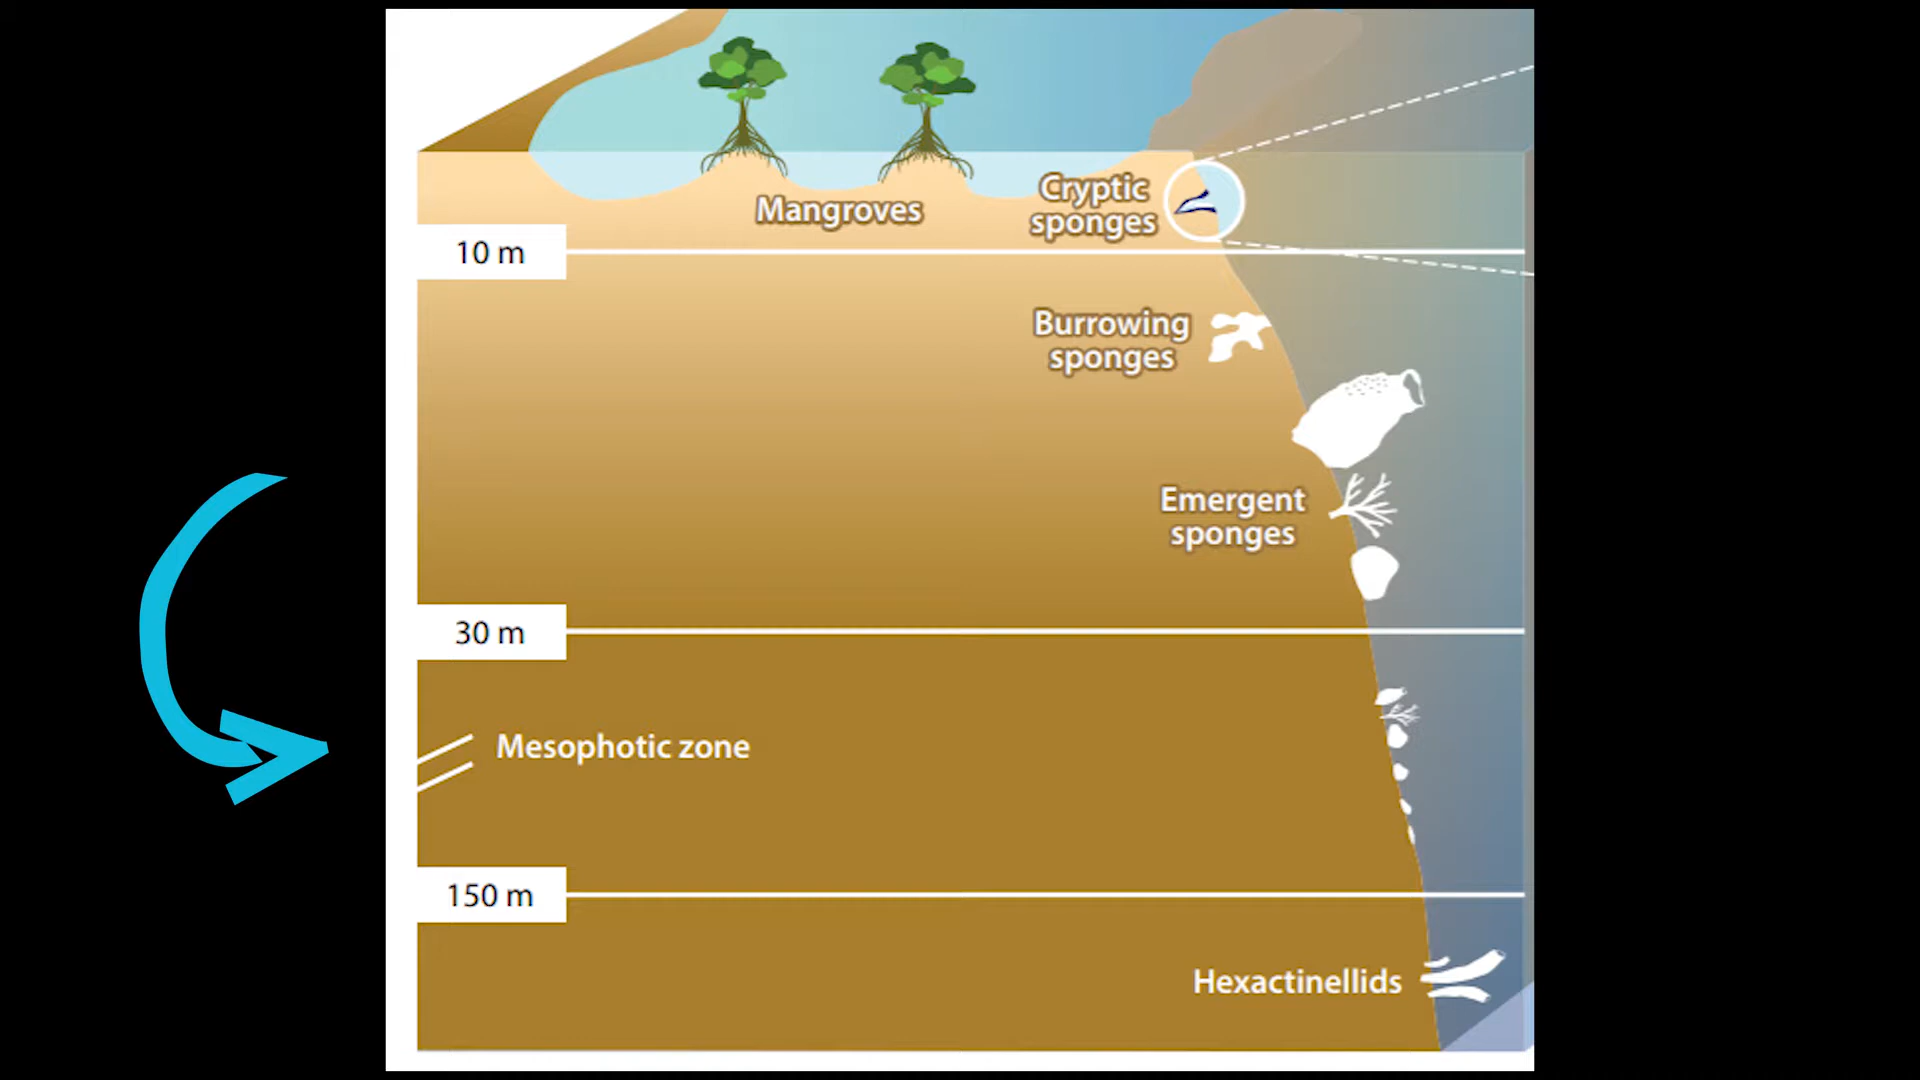 Mangroves
Cryptic
sponges
10 m
Burrowing
sponges
Emergent
sponges
30 m
Mesophotic zone
150 m
Hexactinellids